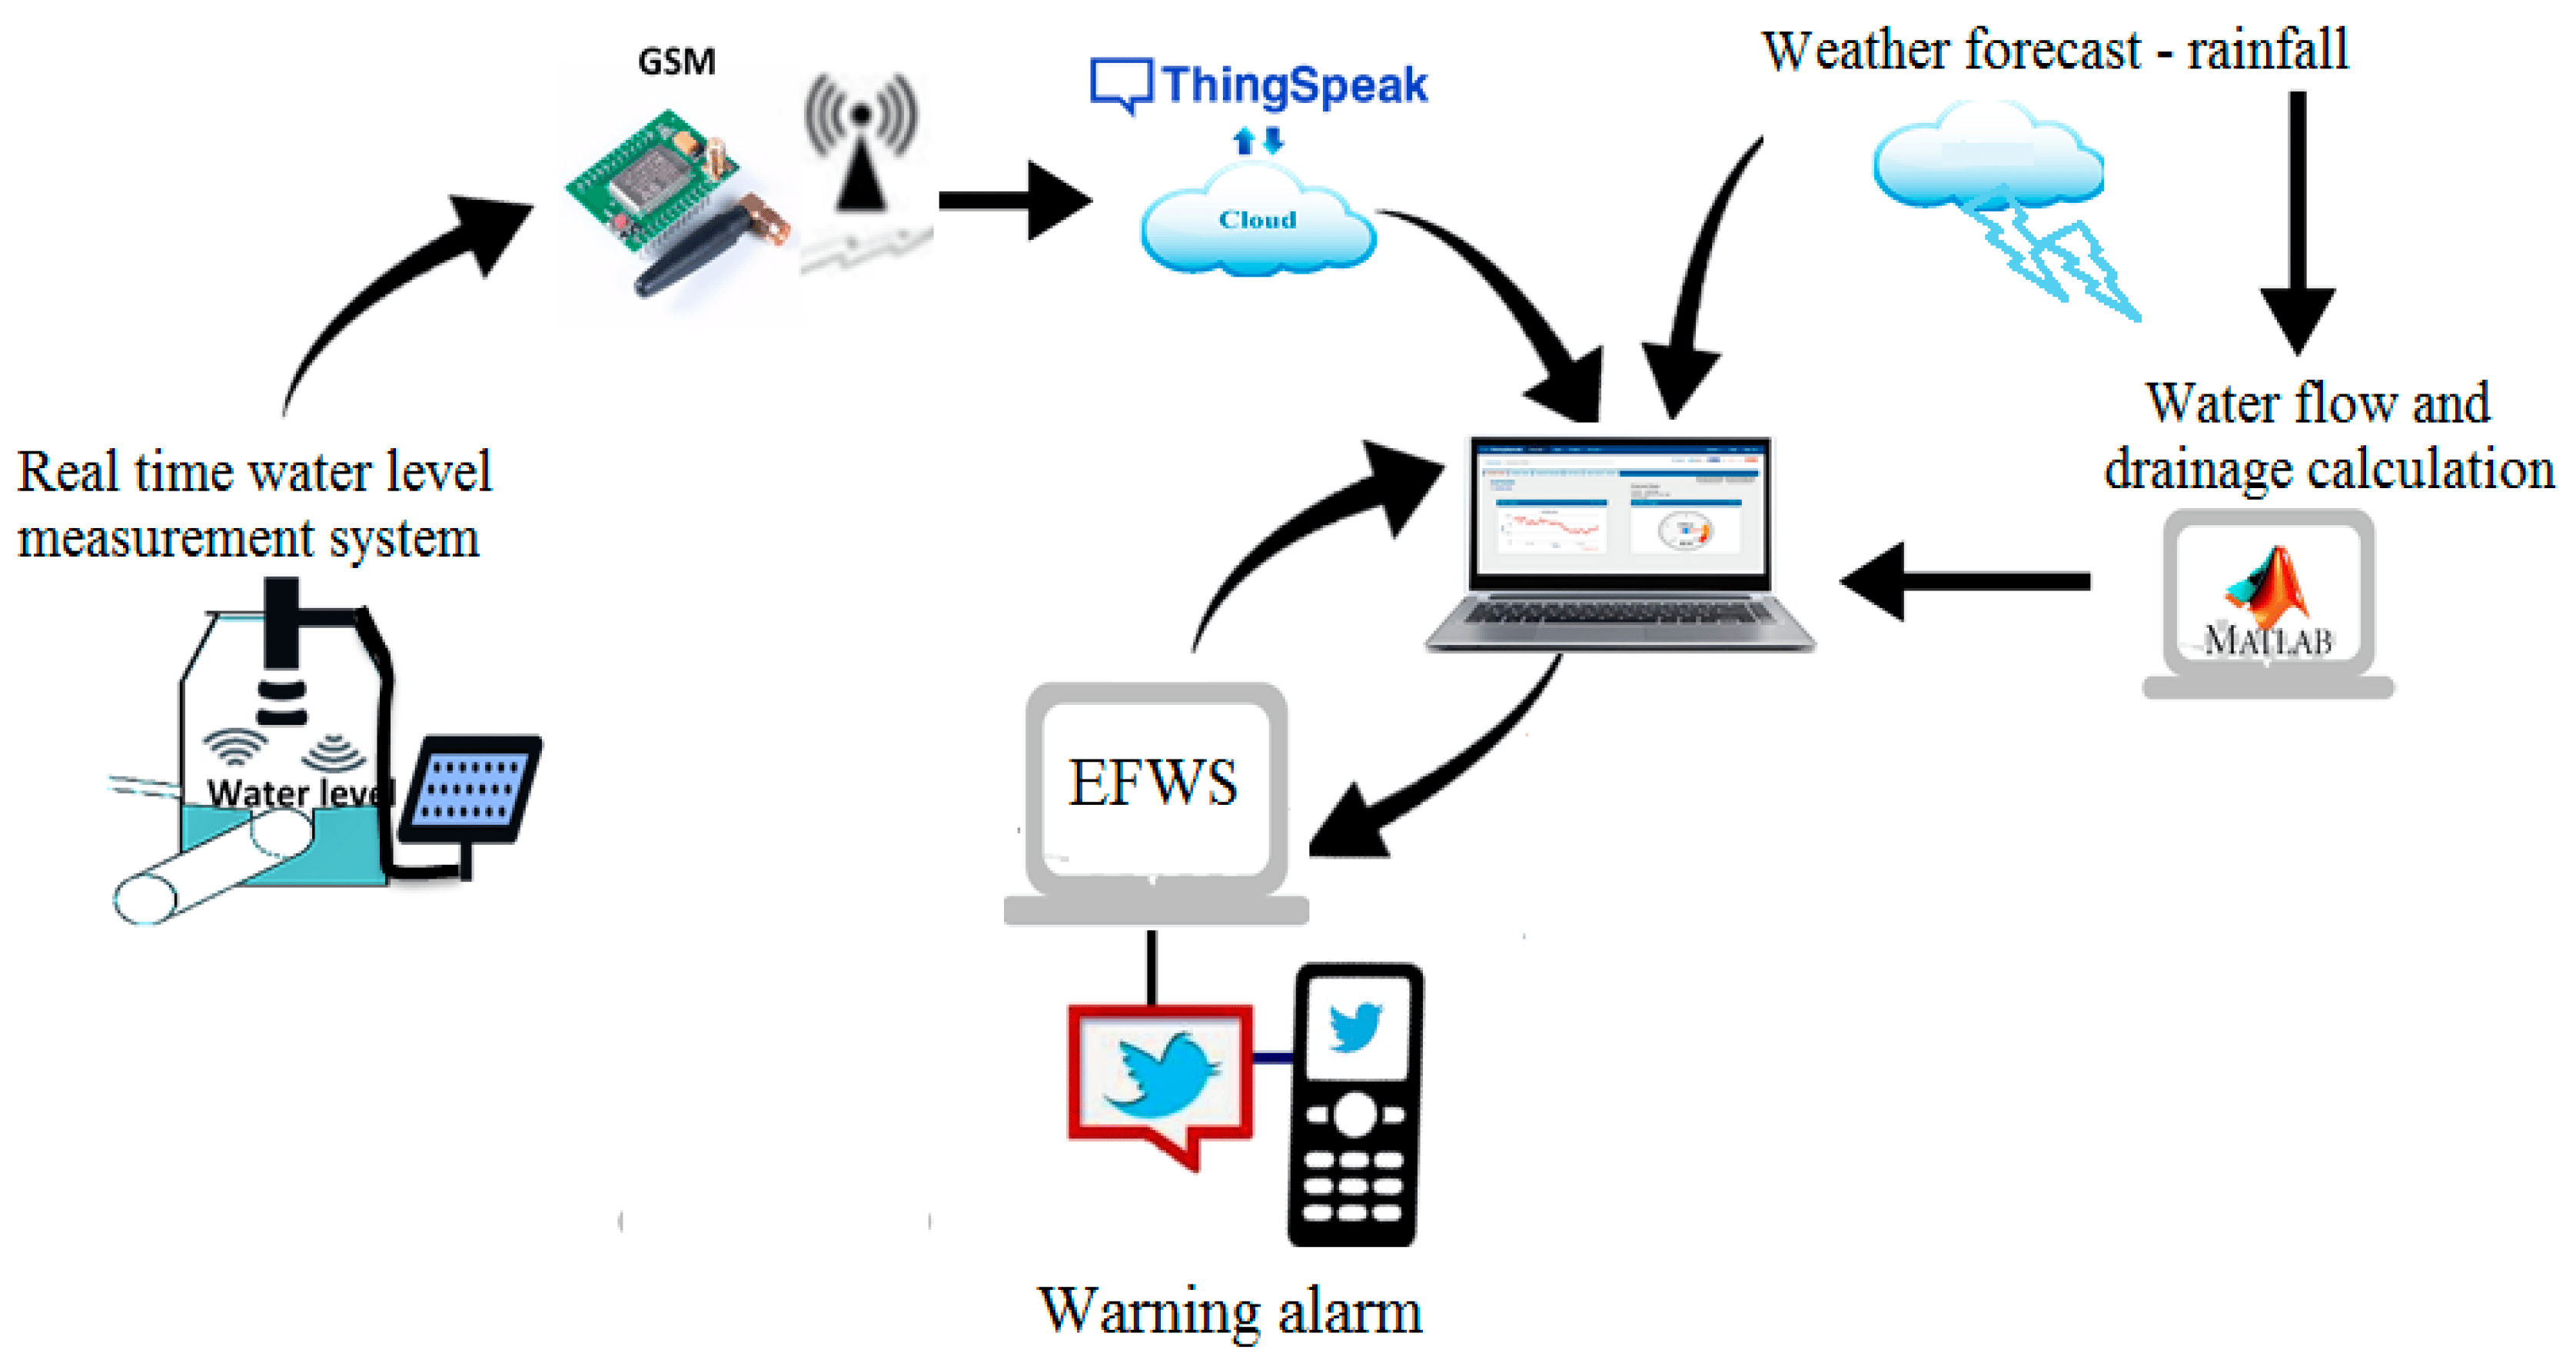 GSM
ThingSpeak
Cloud
Weather forecast - rainfall
Water flow and
drainage calculation
MATLAB
Real time water level
measurement system
Water level
EFWS
Warning alarm